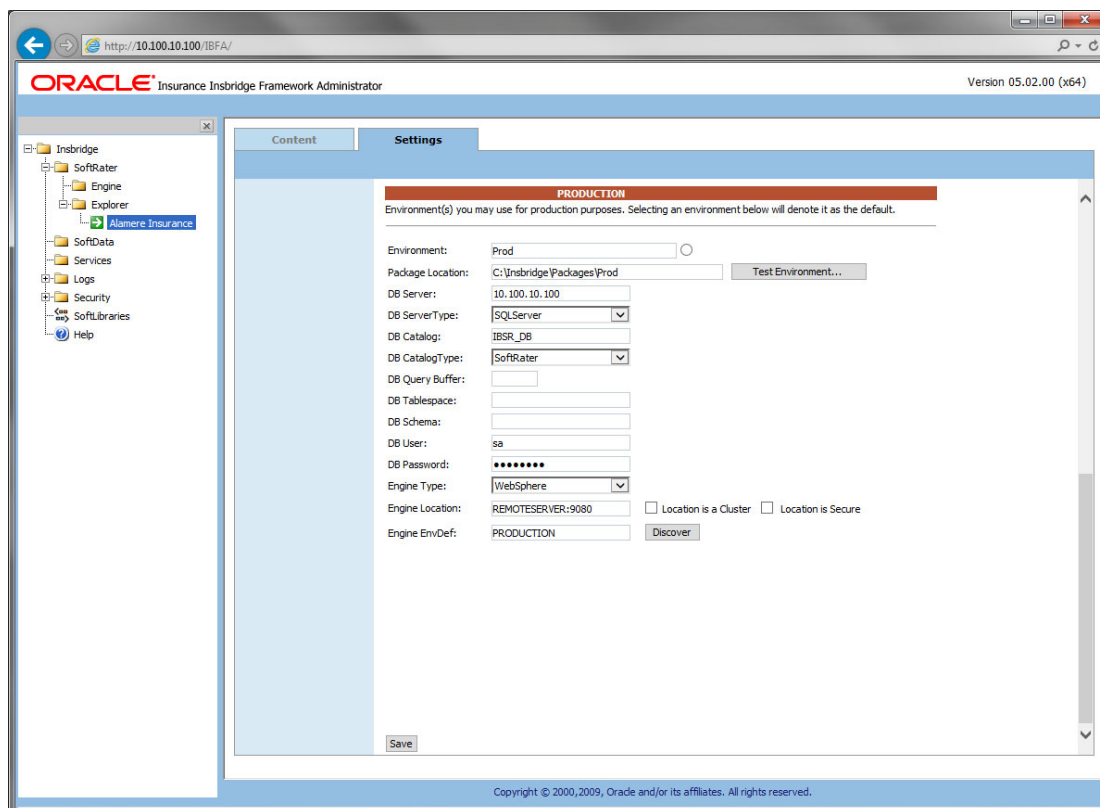 http://10.100.10.100/IBFA/
ORACLE Insurance Insbridge Framework Administrator
Version 05.02.00 (x64)
Insbridge
SoftRater
Engine
Explorer
Alamere Insurance
SoftData
Services
Logs
Security
SoftLibraries
Help
Content Settings
PRODUCTION
Environment(s) you may use for production purposes. Selecting an environment below will denote it as the default.
Environment: Prod
Package Location: C:\Insbridge\Packages\Prod Test Environment...
DB Server: 10.100.10.100
DB ServerType: SQLServer
DB Catalog: IBSR_DB
DB CatalogType: SoftRater
DB Query Buffer:
DB Tablespace:
DB Schema:
DB User: sa
DB Password: ••••••••
Engine Type: WebSphere
Engine Location: REMOTESERVER:9080 Location is a Cluster Location is Secure
Engine EnvDef: PRODUCTION Discover
Save
Copyright © 2000,2009, Oracle and/or its affiliates. All rights reserved.